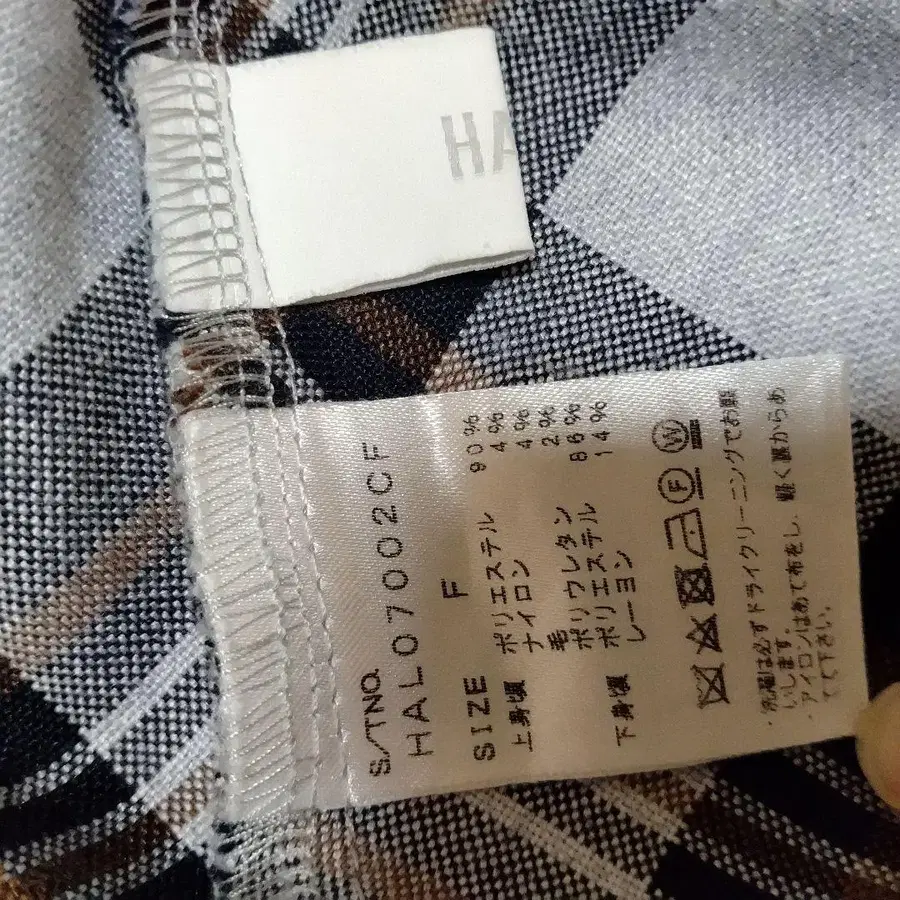 HA
S/TNO.
HAL07002CF
SIZE F
上身頃 ポリエステル 90%
ナイロン 4%
毛 4%
ポリウレタン 2%
下身頃 ポリエステル 86%
レーヨン 14%
F W
・洗濯は必ずドライクリーニングでお願
いします。
・アイロンはあて布をし、軽く裏からあ
てて下さい。